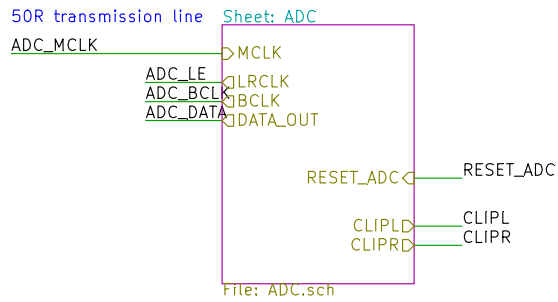 50R transmission line Sheet: ADC
ADC_MCLK MCLK
ADC_LE LRCLK
ADC_BCLK BCLK
ADC_DATA DATA_OUT
RESET_ADC RESET_ADC
CLIPL CLIPL
CLIPR CLIPR
File: ADC.sch